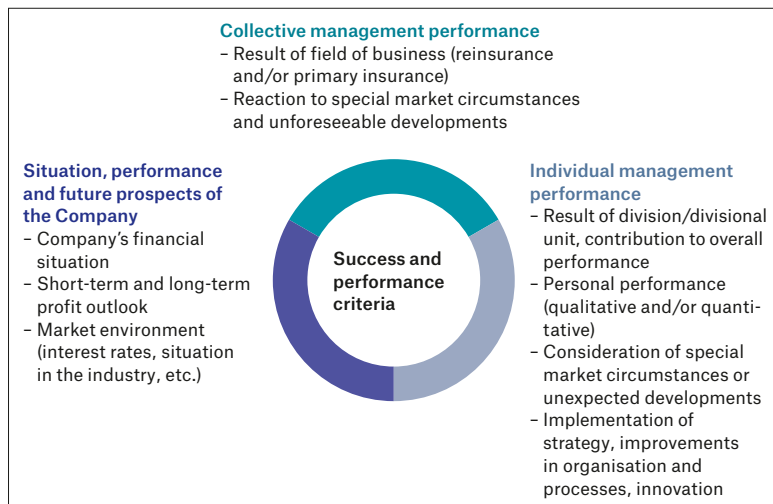 Collective management performance
– Result of field of business (reinsurance
and/or primary insurance)
– Reaction to special market circumstances
and unforeseeable developments
Situation, performance
and future prospects of
the Company
– Company's financial
situation
– Short-term and long-term
profit outlook
– Market environment
(interest rates, situation
in the industry, etc.)
Success and
performance
criteria
Individual management
performance
– Result of division/divisional
unit, contribution to overall
performance
– Personal performance
(qualitative and/or quanti-
tative)
– Consideration of special
market circumstances or
unexpected developments
– Implementation of
strategy, improvements
in organisation and
processes, innovation